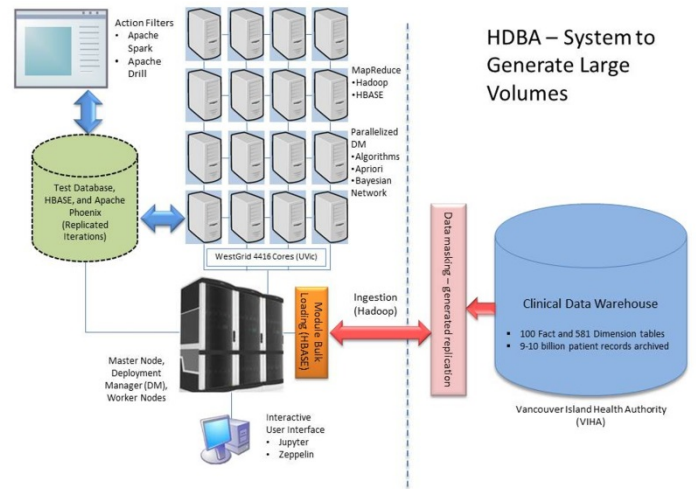 Action Filters
• Apache
Spark
• Apache
Drill
HDBA – System to
Generate Large
Volumes
MapReduce
•Hadoop
•HBASE
Parallelized
DM
•Algorithms
•Apriori
•Bayesian
Network
Test Database,
HBASE, and Apache
Phoenix
(Replicated
Iterations)
WestGrid 4416 Cores (UVic)
Master Node,
Deployment
Manager (DM),
Worker Nodes
Module Bulk
Loading (HBASE)
Ingestion
(Hadoop)
Data masking – generated replication
Clinical Data Warehouse
▪ 100 Fact and 581 Dimension tables
▪ 9-10 billion patient records archived
Vancouver Island Health Authority
(VIHA)
Interactive
User Interface
• Jupyter
• Zeppelin